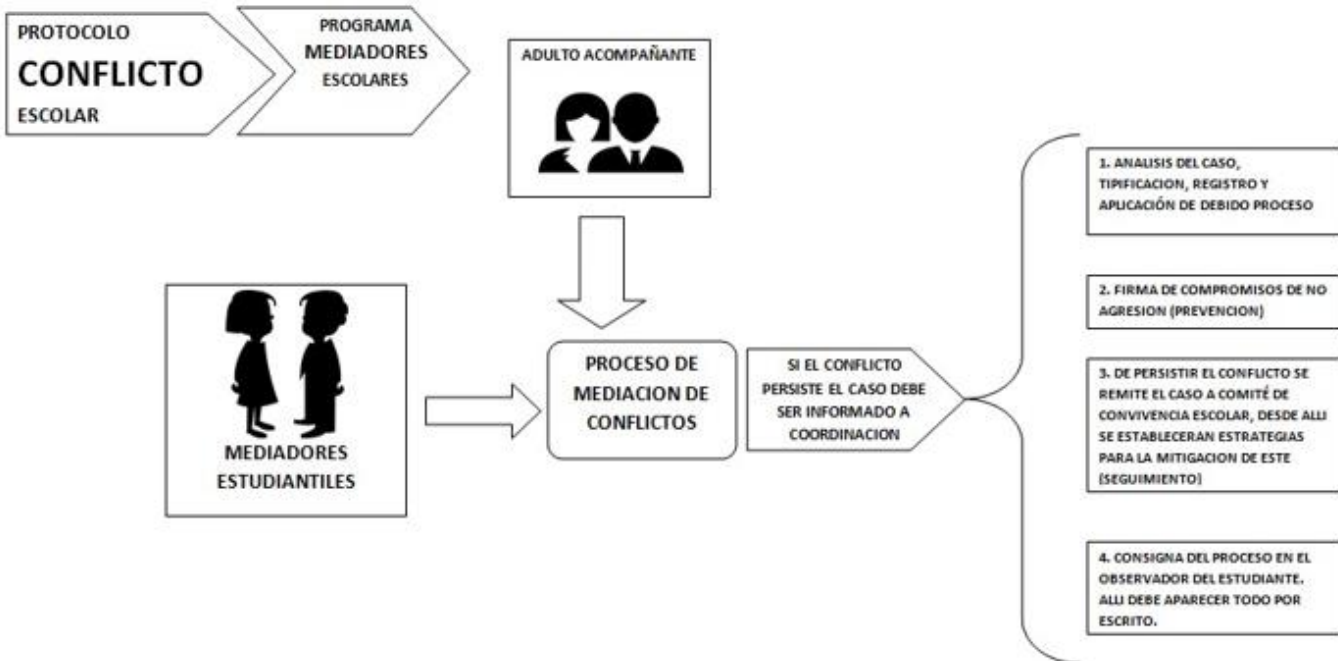 PROTOCOLO
CONFLICTO
ESCOLAR
PROGRAMA
MEDIADORES
ESCOLARES
ADULTO ACOMPAÑANTE
MEDIADORES
ESTUDIANTILES
PROCESO DE
MEDIACION DE
CONFLICTOS
SI EL CONFLICTO
PERSISTE EL CASO DEBE
SER INFORMADO A
COORDINACION
1. ANALISIS DEL CASO,
TIPIFICACION, REGISTRO Y
APLICACIÓN DE DEBIDO PROCESO
2. FIRMA DE COMPROMISOS DE NO
AGRESION (PREVENCION)
3. DE PERSISTIR EL CONFLICTO SE
REMITE EL CASO A COMITÉ DE
CONVIVENCIA ESCOLAR, DESDE ALLI
SE ESTABLECERAN ESTRATEGIAS
PARA LA MITIGACION DE ESTE
(SEGUIMIENTO)
4. CONSIGNA DEL PROCESO EN EL
OBSERVADOR DEL ESTUDIANTE.
ALLI DEBE APARECER TODO POR
ESCRITO.